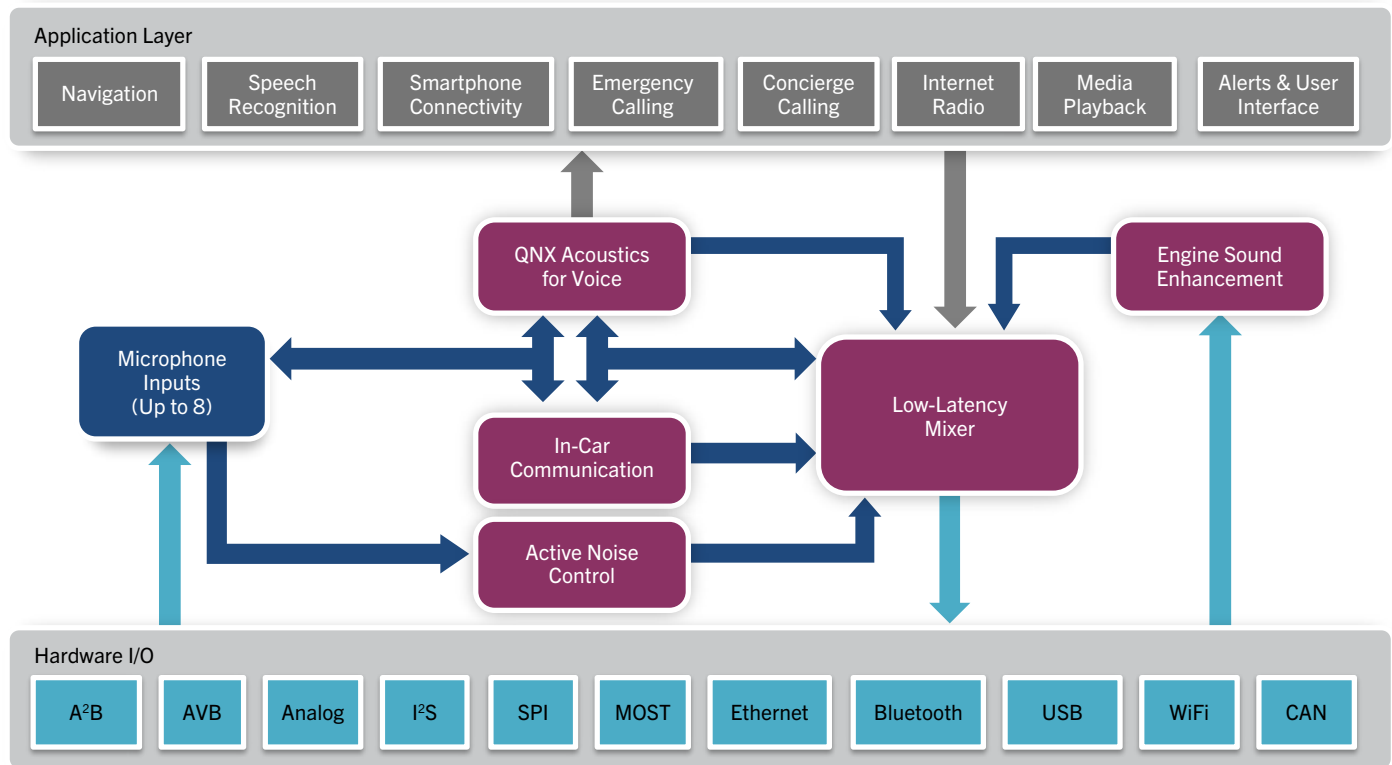 Application Layer
Navigation
Speech
Recognition
Smartphone
Connectivity
Emergency
Calling
Concierge
Calling
Internet
Radio
Media
Playback
Alerts & User
Interface
QNX Acoustics
for Voice
Engine Sound
Enhancement
Microphone
Inputs
(Up to 8)
Low-Latency
Mixer
In-Car
Communication
Active Noise
Control
Hardware I/O
A²B
AVB
Analog
I²S
SPI
MOST
Ethernet
Bluetooth
USB
WiFi
CAN